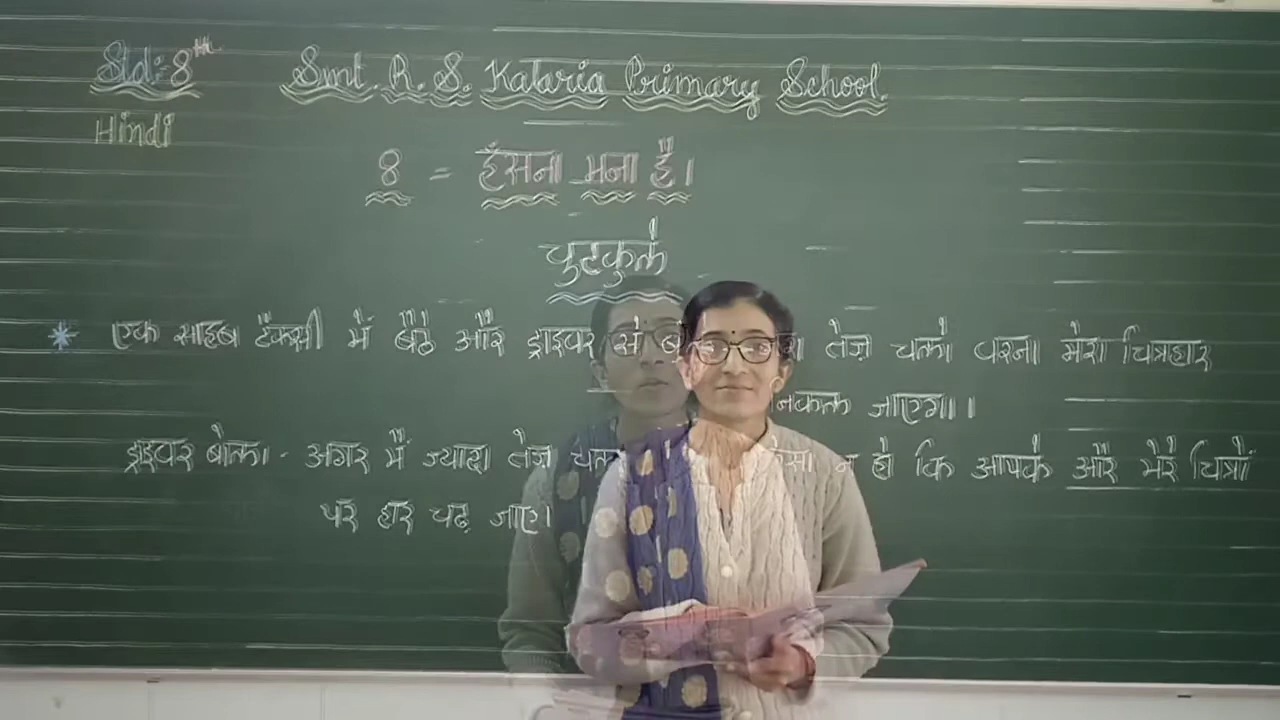 Std:- 8th
Smt. R. S. Kataria Primary School.
Hindi
8 = हँसना मना है।
चुटकुले
* एक साहब टैक्सी में बैठे और ड्राइवर से तेज़ चलो वरना मेरा चित्रहार
जाएगा।
ड्राइवर बोला - अगर मैं ज्यादा तेज़ न हो कि आपके और मेरे चित्रों
पर हार चढ़ जाए।